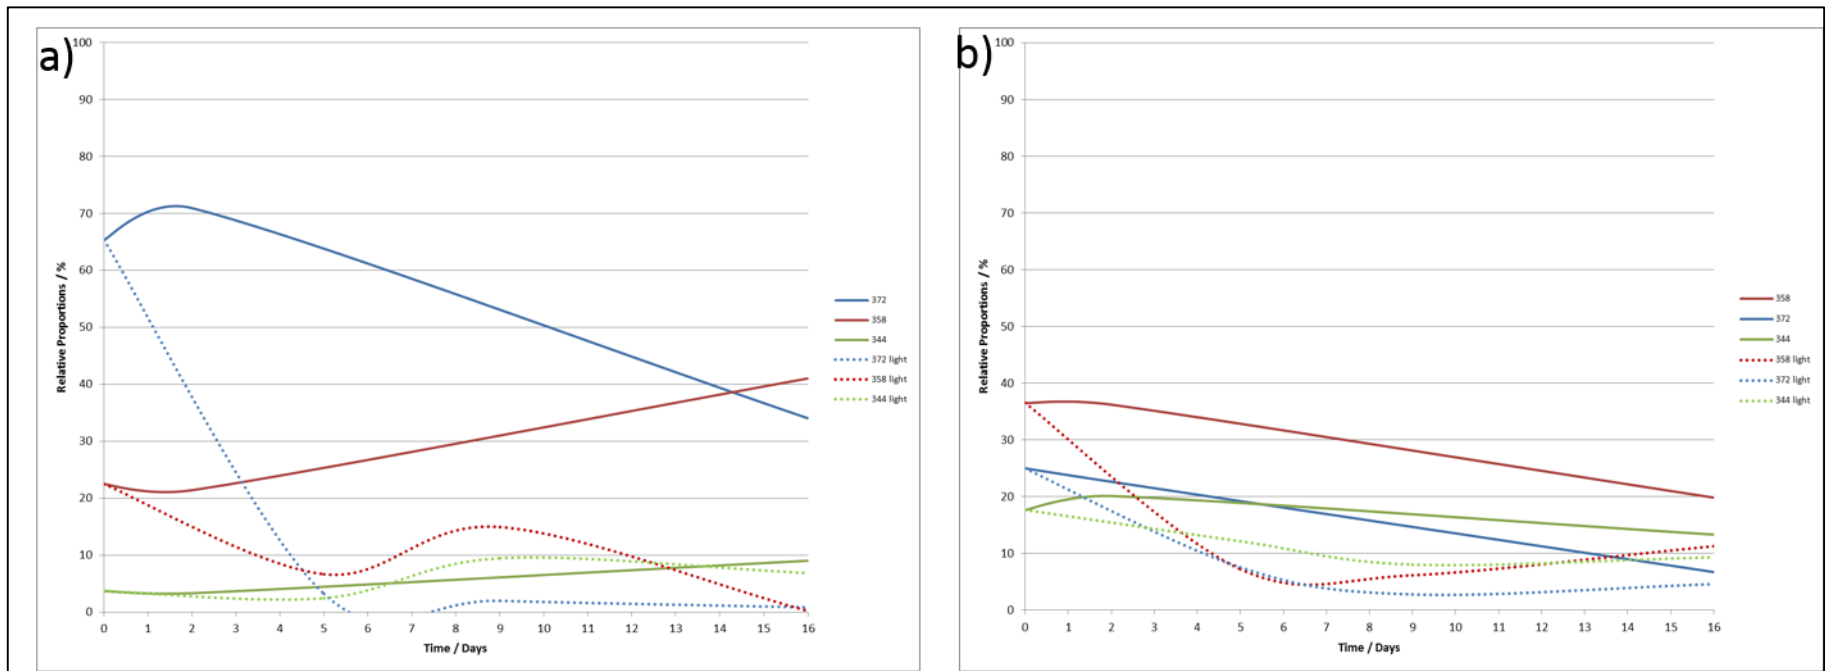 a)
100
90
80
70
60
50
40
30
20
10
0
Relative Proportions / %
0 1 2 3 4 5 6 7 8 9 10 11 12 13 14 15 16
Time / Days
372
358
344
372 light
358 light
344 light
b)
100
90
80
70
60
50
40
30
20
10
0
Relative Proportions / %
0 1 2 3 4 5 6 7 8 9 10 11 12 13 14 15 16
Time / Days
358
372
344
358 light
372 light
344 light